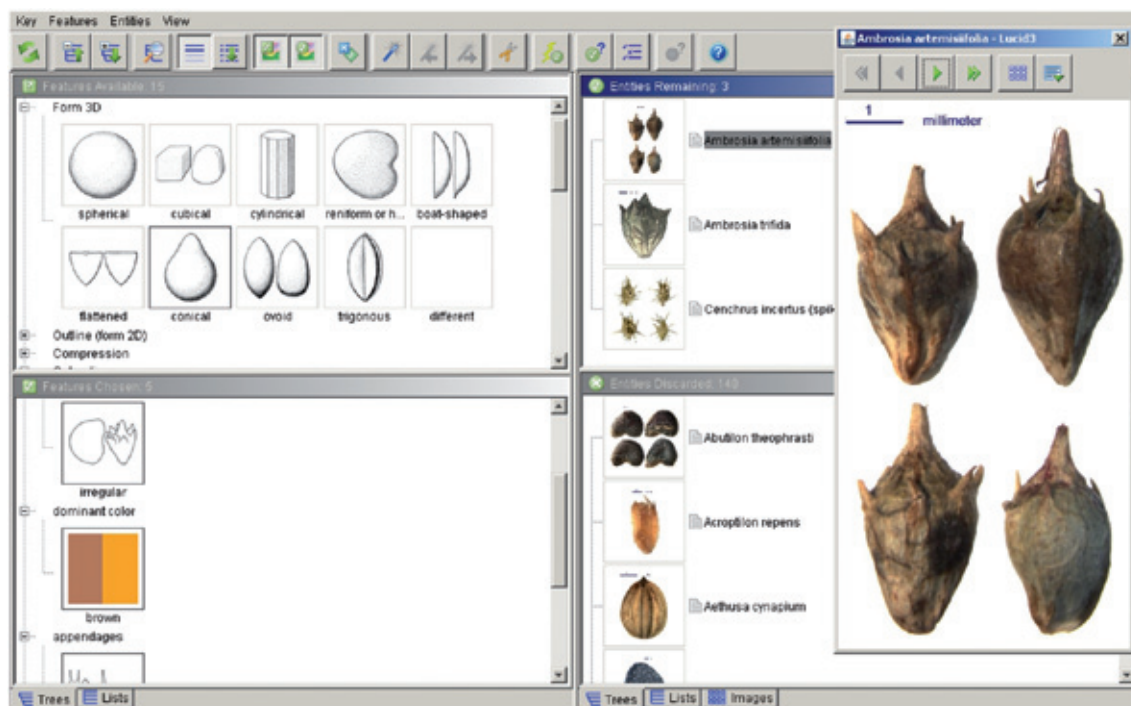 Key Features Entities View
Features Available: 15
Form 3D
spherical cubical cylindrical reniform or h... boat-shaped
flattened conical ovoid trigonous different
Outline (form 2D)
Compression
Features Chosen: 5
irregular
dominant color
brown
appendages
Trees Lists
Entities Remaining: 3
Ambrosia artemisiifolia
Ambrosia trifida
Cenchrus incertus (spik
Entities Discarded: 149
Abutilon theophrasti
Acroptilon repens
Aethusa cynapium
Trees Lists Images
Ambrosia artemisiifolia - Lucid3
1 millimeter